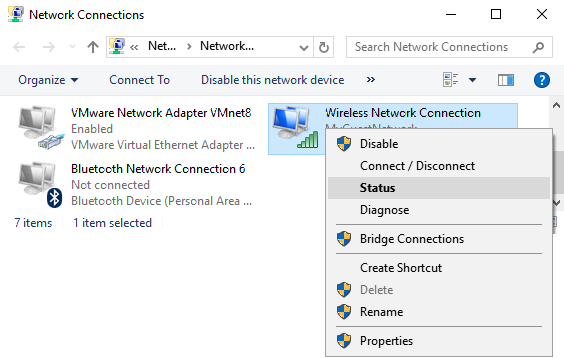 Network Connections
« Net... Network...
Search Network Connections
Organize Connect To Disable this network device »
VMware Network Adapter VMnet8
Enabled
VMware Virtual Ethernet Adapter ...
Bluetooth Network Connection 6
Not connected
Bluetooth Device (Personal Area ...
Wireless Network Connection
MyGuestNetwork
Disable
Connect / Disconnect
Status
Diagnose
Bridge Connections
Create Shortcut
Delete
Rename
Properties
7 items 1 item selected